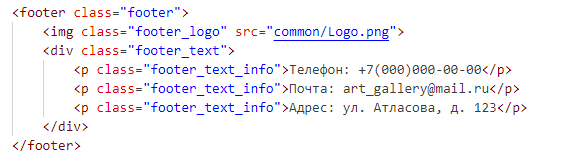 <footer class="footer">
<img class="footer_logo" src="common/Logo.png">
<div class="footer_text">
<p class="footer_text_info">Телефон: +7(000)000-00-00</p>
<p class="footer_text_info">Почта: art_gallery@mail.ru</p>
<p class="footer_text_info">Адрес: ул. Атласова, д. 123</p>
</div>
</footer>